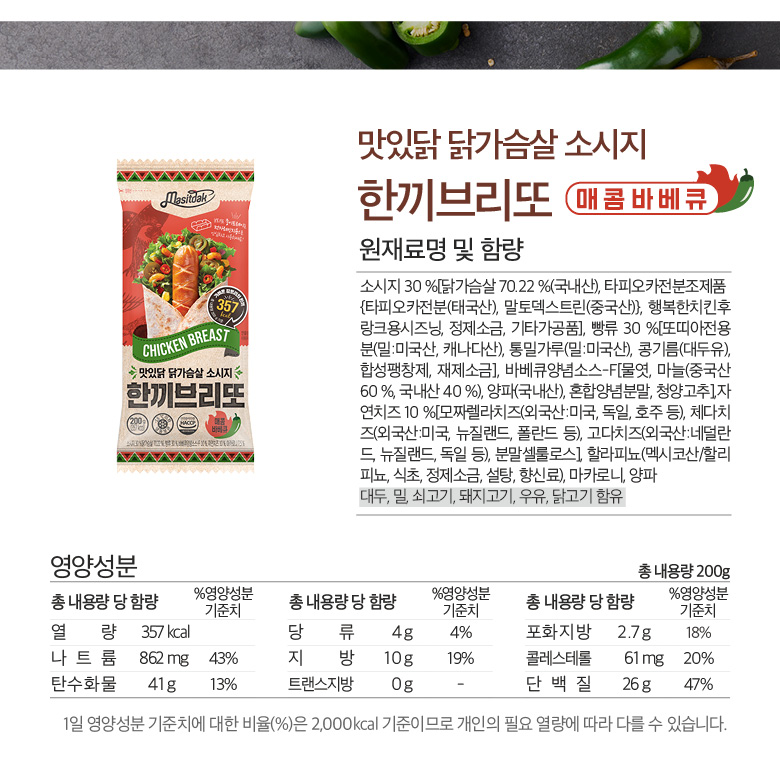 맛있닭 닭가슴살 소시지
한끼브리또 매콤바베큐
원재료명 및 함량
소시지 30 %[닭가슴살 70.22 %(국내산), 타피오카전분조제품
{타피오카전분(태국산), 말토덱스트린(중국산)}, 행복한치킨후
랑크용시즈닝, 정제소금, 기타가공품], 빵류 30 %[또띠아전용
분(밀:미국산, 캐나다산), 통밀가루(밀:미국산), 콩기름(대두유),
합성팽창제, 재제소금], 바베큐양념소스-F[물엿, 마늘(중국산
60 %, 국내산 40 %), 양파(국내산), 혼합양념분말, 청양고추],자
연치즈 10 %[모짜렐라치즈(외국산:미국, 독일, 호주 등), 체다치
즈(외국산:미국, 뉴질랜드, 폴란드 등), 고다치즈(외국산:네덜란
드, 뉴질랜드, 독일 등), 분말셀룰로스], 할라피뇨(멕시코산/할리
피뇨, 식초, 정제소금, 설탕, 향신료), 마카로니, 양파
대두, 밀, 쇠고기, 돼지고기, 우유, 닭고기 함유
Masitdak
357
kcal
CHICKEN BREAST
맛있닭 닭가슴살 소시지
한끼브리또
200g
HACCP
매콤
바베큐
영양성분
총 내용량 200g
총 내용량 당 함량 %영양성분 기준치 총 내용량 당 함량 %영양성분 기준치 총 내용량 당 함량 %영양성분 기준치
열 량 357 kcal 당 류 4 g 4% 포화지방 2.7 g 18%
나 트 륨 862 mg 43% 지 방 10 g 19% 콜레스테롤 61 mg 20%
탄수화물 41 g 13% 트랜스지방 0 g - 단 백 질 26 g 47%
1일 영양성분 기준치에 대한 비율(%)은 2,000kcal 기준이므로 개인의 필요 열량에 따라 다를 수 있습니다.